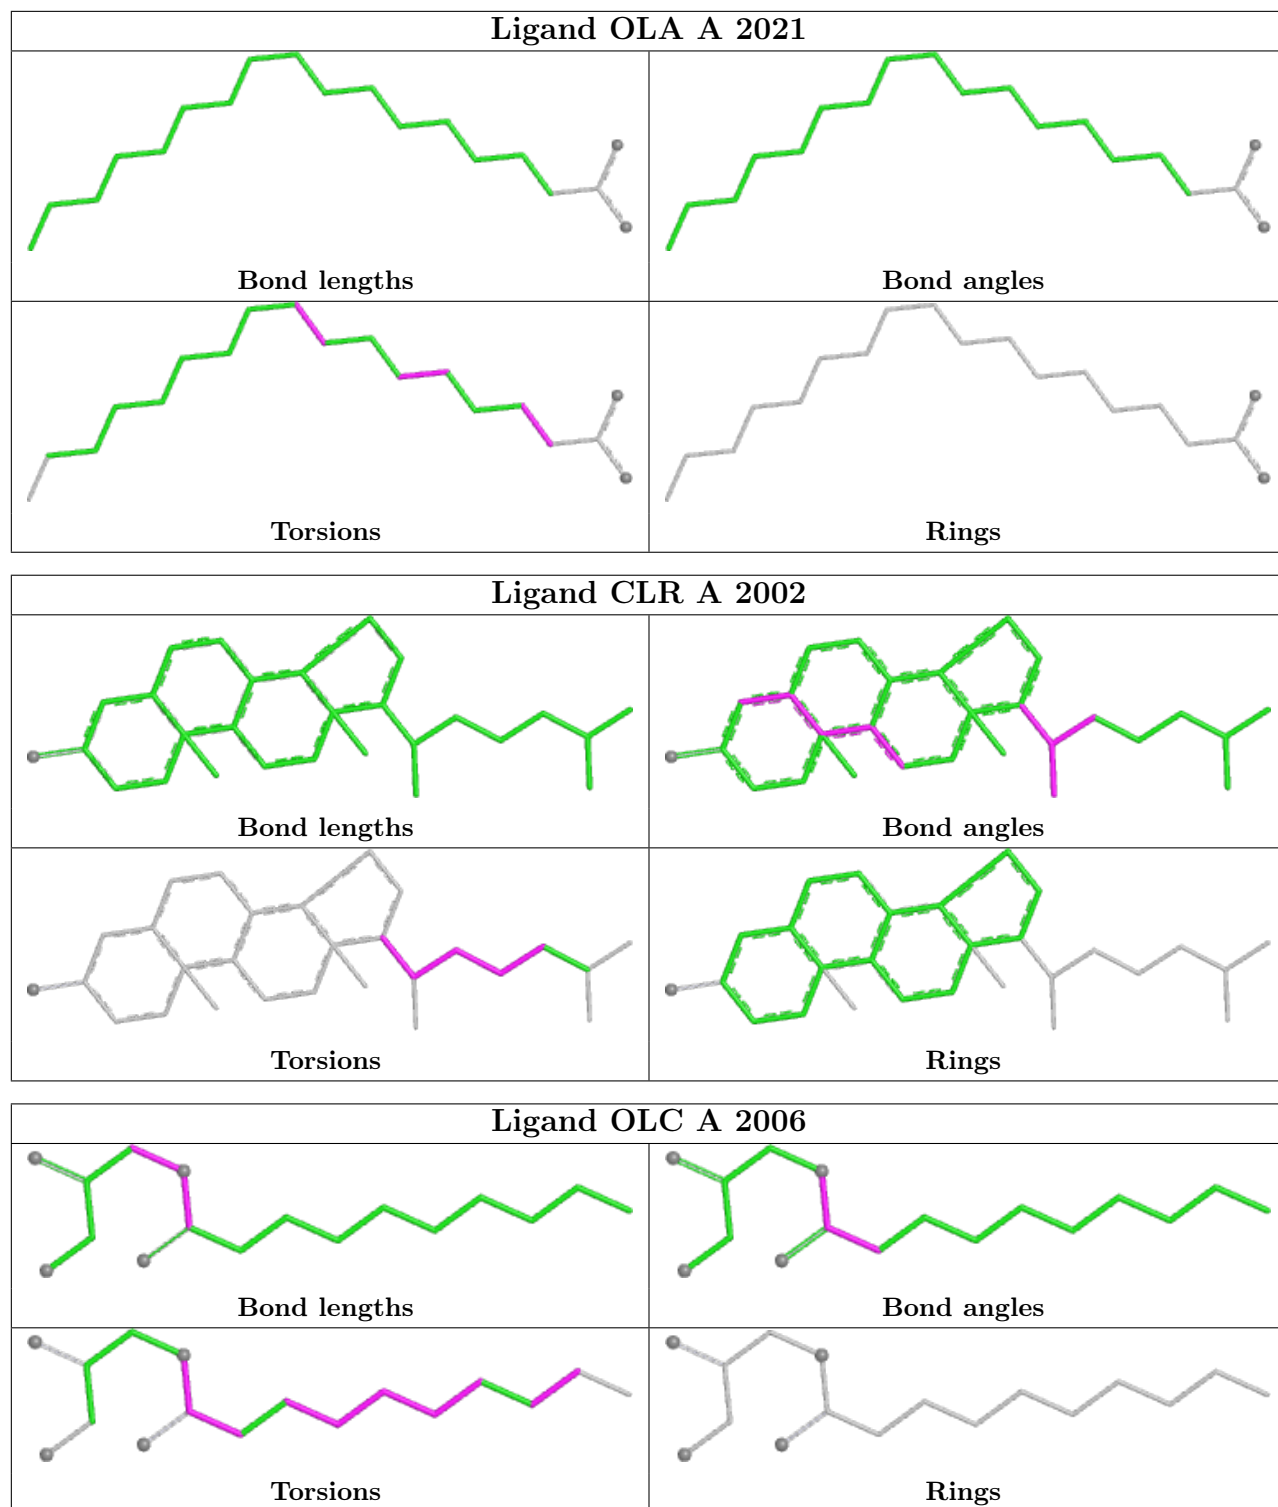 Ligand OLA A 2021
Bond lengths
Bond angles
Torsions
Rings
Ligand CLR A 2002
Bond lengths
Bond angles
Torsions
Rings
Ligand OLC A 2006
Bond lengths
Bond angles
Torsions
Rings